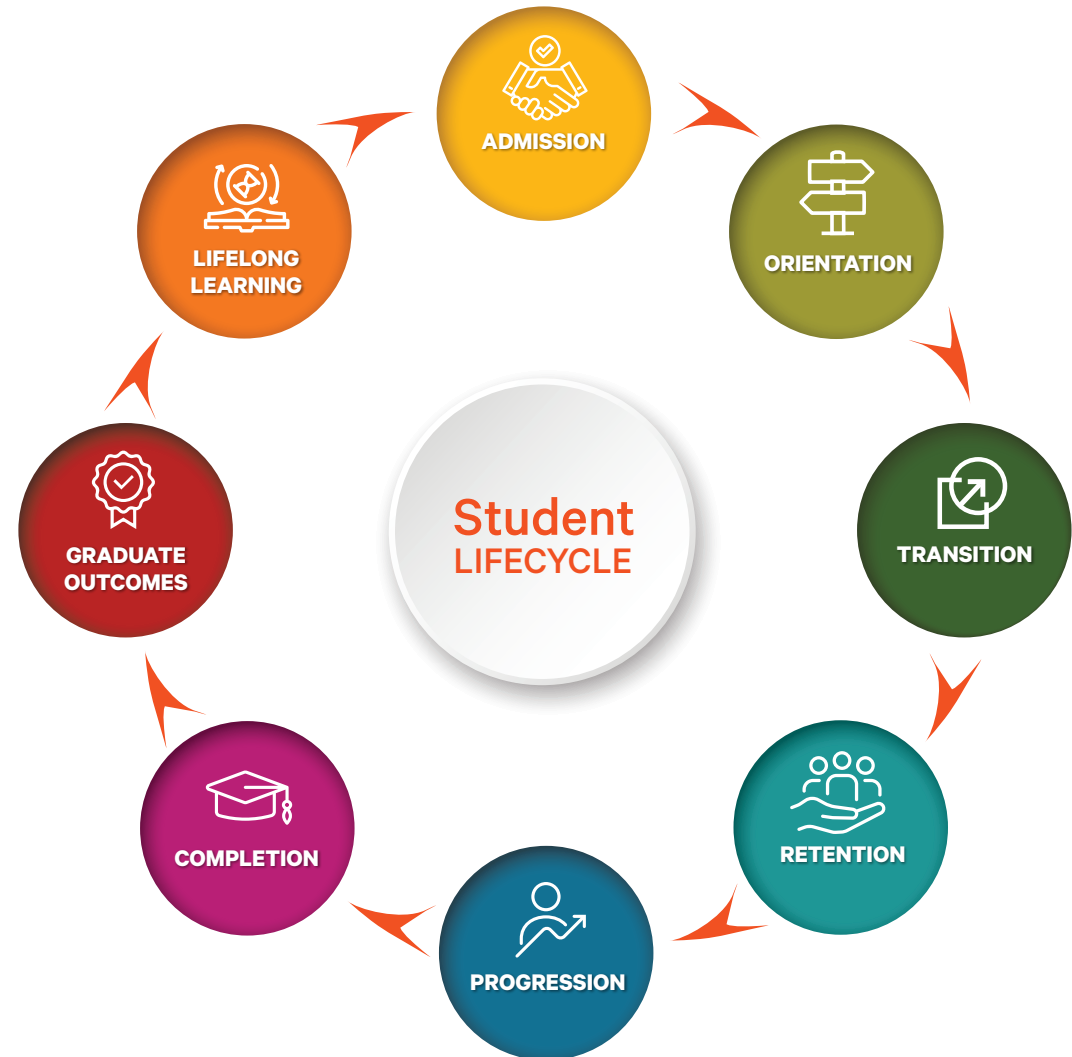 ADMISSION
ORIENTATION
TRANSITION
RETENTION
PROGRESSION
COMPLETION
GRADUATE
OUTCOMES
LIFELONG
LEARNING
Student
LIFECYCLE